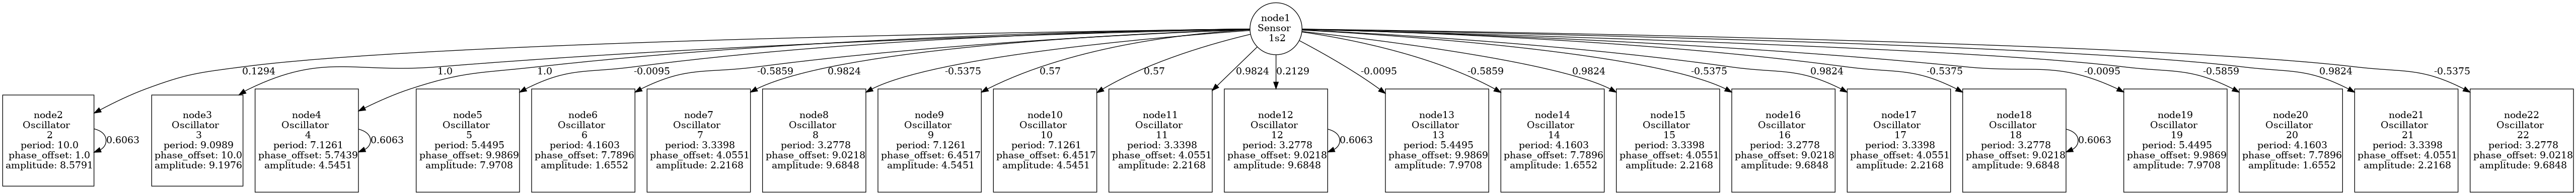 node1
Sensor
1s2
0.1294
1.0
1.0
-0.0095
-0.5859
0.9824
-0.5375
0.57
0.57
0.9824
0.2129
-0.0095
-0.5859
0.9824
-0.5375
0.9824
-0.5375
-0.0095
-0.5859
0.9824
-0.5375
node2
Oscillator
2
period: 10.0
phase_offset: 1.0
amplitude: 8.5791
0.6063
node3
Oscillator
3
period: 9.0989
phase_offset: 10.0
amplitude: 9.1976
node4
Oscillator
4
period: 7.1261
phase_offset: 5.7439
amplitude: 4.5451
0.6063
node5
Oscillator
5
period: 5.4495
phase_offset: 9.9869
amplitude: 7.9708
node6
Oscillator
6
period: 4.1603
phase_offset: 7.7896
amplitude: 1.6552
node7
Oscillator
7
period: 3.3398
phase_offset: 4.0551
amplitude: 2.2168
node8
Oscillator
8
period: 3.2778
phase_offset: 9.0218
amplitude: 9.6848
node9
Oscillator
9
period: 7.1261
phase_offset: 6.4517
amplitude: 4.5451
node10
Oscillator
10
period: 7.1261
phase_offset: 6.4517
amplitude: 4.5451
node11
Oscillator
11
period: 3.3398
phase_offset: 4.0551
amplitude: 2.2168
node12
Oscillator
12
period: 3.2778
phase_offset: 9.0218
amplitude: 9.6848
0.6063
node13
Oscillator
13
period: 5.4495
phase_offset: 9.9869
amplitude: 7.9708
node14
Oscillator
14
period: 4.1603
phase_offset: 7.7896
amplitude: 1.6552
node15
Oscillator
15
period: 3.3398
phase_offset: 4.0551
amplitude: 2.2168
node16
Oscillator
16
period: 3.2778
phase_offset: 9.0218
amplitude: 9.6848
node17
Oscillator
17
period: 3.3398
phase_offset: 4.0551
amplitude: 2.2168
node18
Oscillator
18
period: 3.2778
phase_offset: 9.0218
amplitude: 9.6848
0.6063
node19
Oscillator
19
period: 5.4495
phase_offset: 9.9869
amplitude: 7.9708
node20
Oscillator
20
period: 4.1603
phase_offset: 7.7896
amplitude: 1.6552
node21
Oscillator
21
period: 3.3398
phase_offset: 4.0551
amplitude: 2.2168
node22
Oscillator
22
period: 3.2778
phase_offset: 9.0218
amplitude: 9.6848